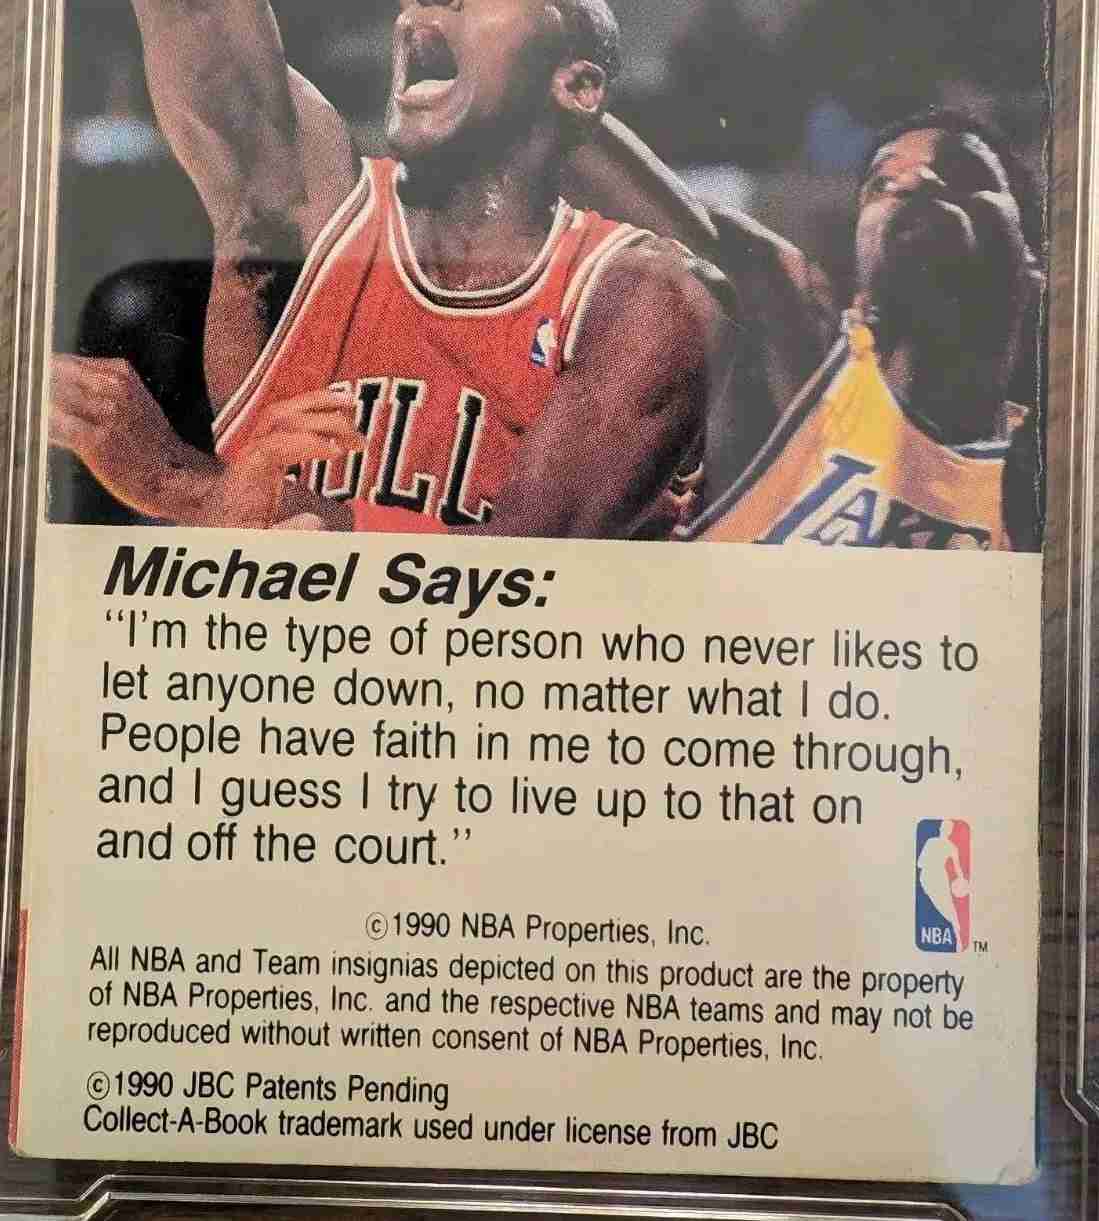 ULL
LA
Michael Says:
“I'm the type of person who never likes to
let anyone down, no matter what I do.
People have faith in me to come through,
and I guess I try to live up to that on
and off the court.”
NBA TM
©1990 NBA Properties, Inc.
All NBA and Team insignias depicted on this product are the property
of NBA Properties, Inc. and the respective NBA teams and may not be
reproduced without written consent of NBA Properties, Inc.
©1990 JBC Patents Pending
Collect-A-Book trademark used under license from JBC